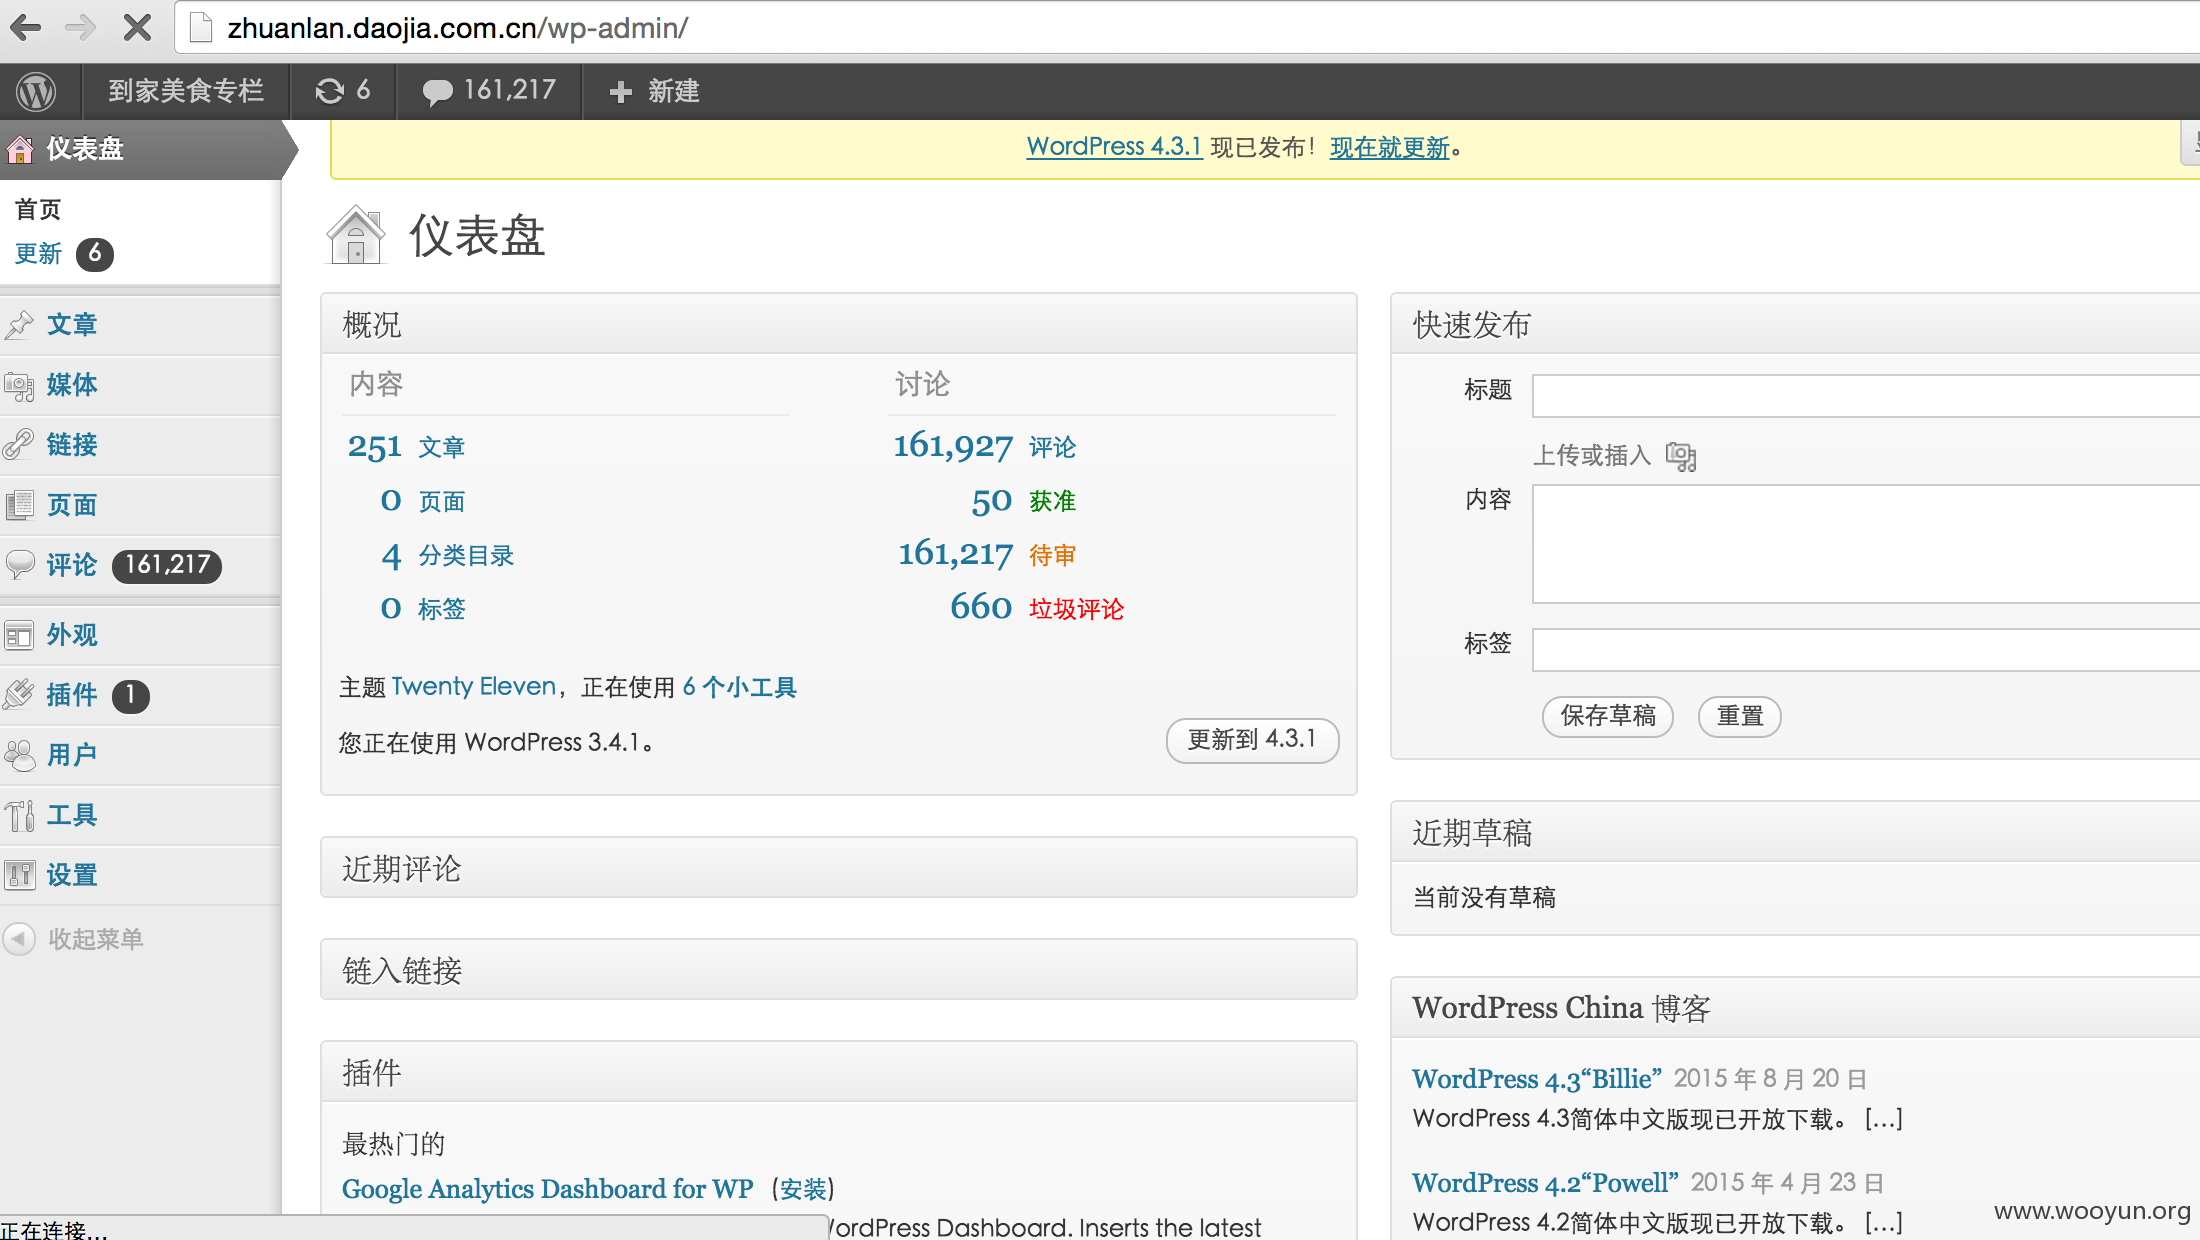 zhuanlan.daojia.com.cn/wp-admin/
到家美食专栏 6 161,217 新建
仪表盘
首页
更新 6
文章
媒体
链接
页面
评论 161,217
外观
插件 1
用户
工具
设置
收起菜单
WordPress 4.3.1 现已发布！现在就更新。
仪表盘
概况
内容
251 文章
0 页面
4 分类目录
0 标签
讨论
161,927 评论
50 获准
161,217 待审
660 垃圾评论
主题 Twenty Eleven，正在使用 6 个小工具
您正在使用 WordPress 3.4.1。
更新到 4.3.1
近期评论
链入链接
插件
最热门的
Google Analytics Dashboard for WP (安装)
WordPress Dashboard. Inserts the latest
快速发布
标题
上传或插入
内容
标签
保存草稿 重置
近期草稿
当前没有草稿
WordPress China 博客
WordPress 4.3“Billie” 2015 年 8 月 20 日
WordPress 4.3简体中文版现已开放下载。 [...]
WordPress 4.2“Powell” 2015 年 4 月 23 日
WordPress 4.2简体中文版现已开放下载。 [...]
正在连接...
www.wooyun.org